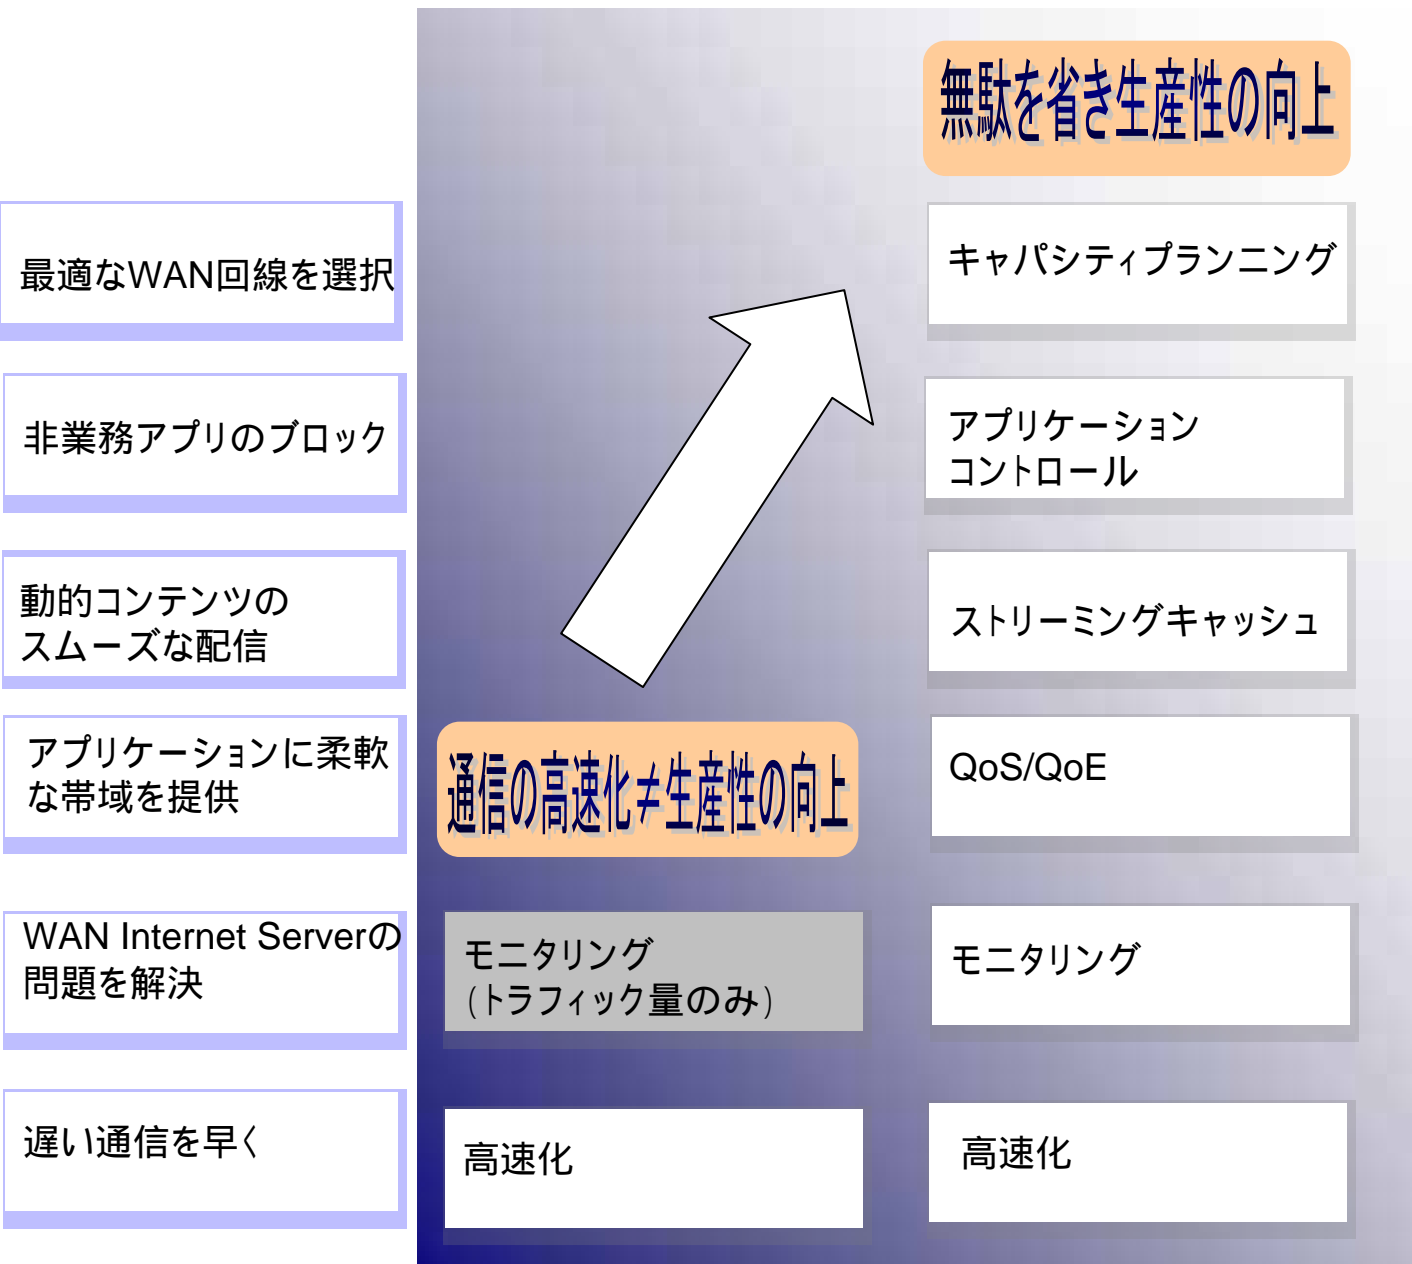 無駄を省き生産性の向上
最適なWAN回線を選択
キャパシティプランニング
非業務アプリのブロック
アプリケーション
コントロール
動的コンテンツの
スムーズな配信
ストリーミングキャッシュ
アプリケーションに柔軟
な帯域を提供
通信の高速化≠生産性の向上
QoS/QoE
WAN Internet Serverの
問題を解決
モニタリング
(トラフィック量のみ)
モニタリング
遅い通信を早く
高速化
高速化